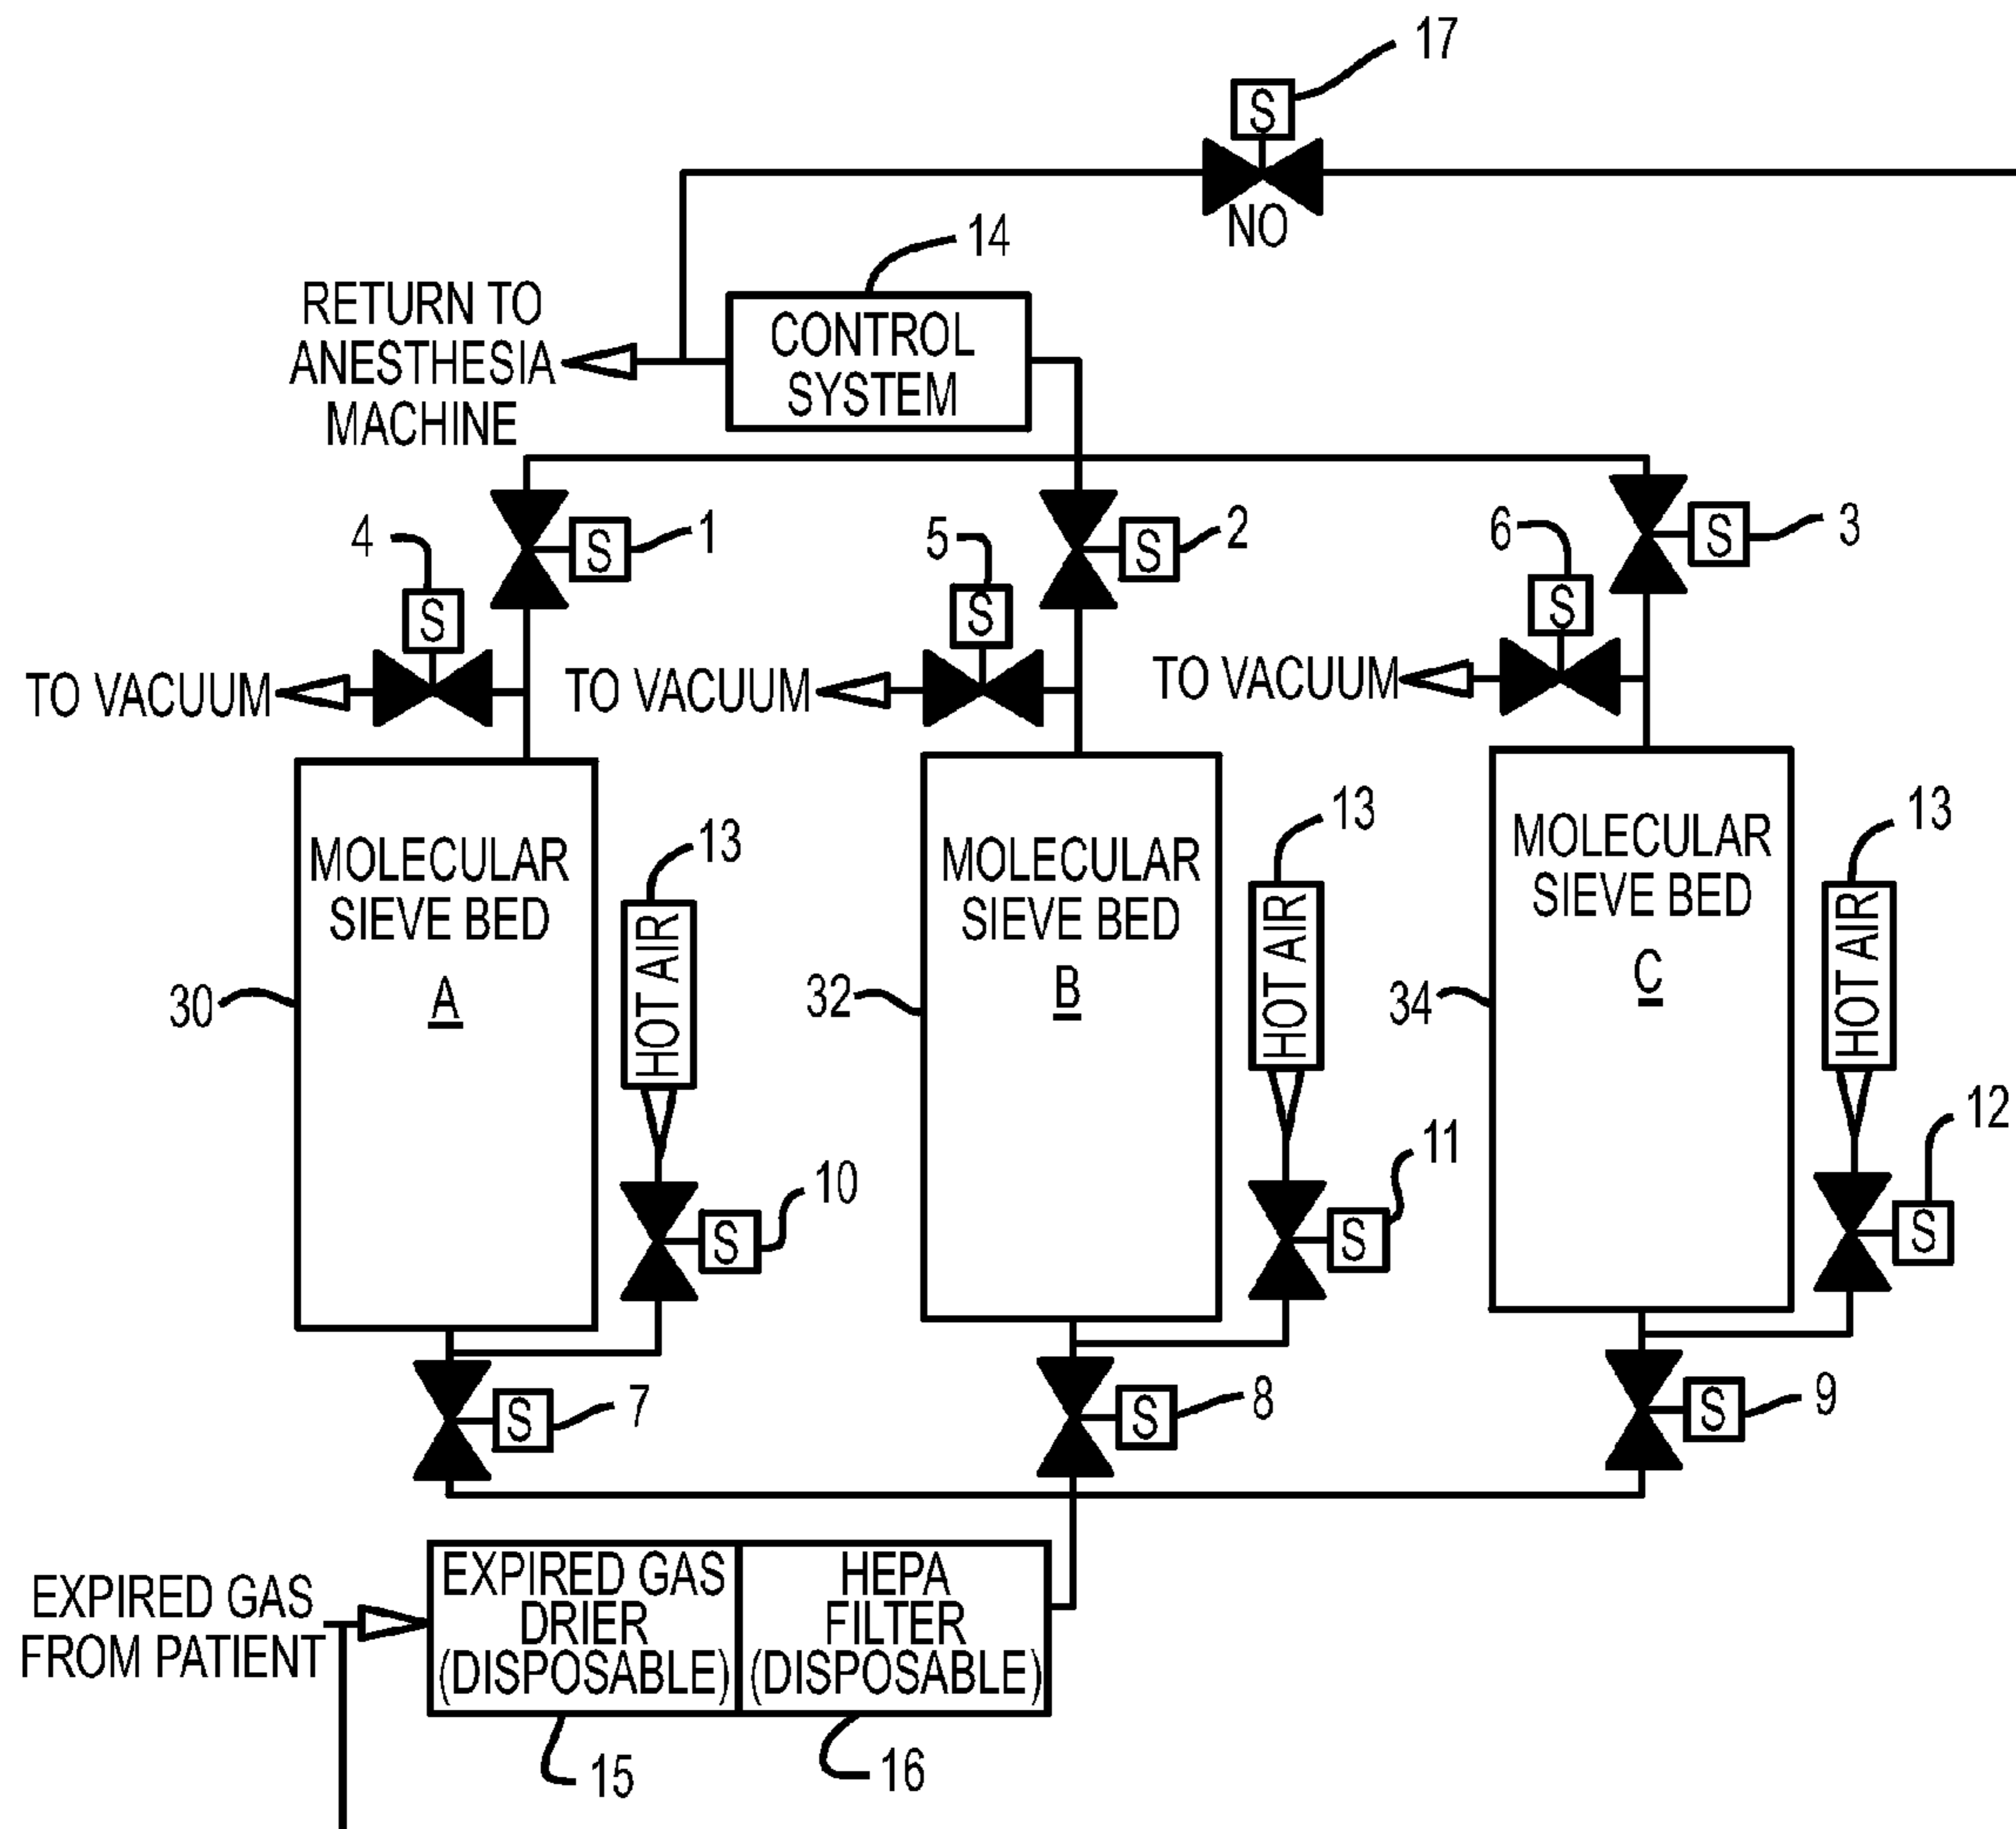 17
S
NO
14
RETURN TO
ANESTHESIA
MACHINE
CONTROL
SYSTEM
4
S
1
S
5
S
2
S
6
S
3
S
TO VACUUM
TO VACUUM
TO VACUUM
MOLECULAR
SIEVE BED
A
30
13
HOT AIR
MOLECULAR
SIEVE BED
B
32
13
HOT AIR
MOLECULAR
SIEVE BED
C
34
13
HOT AIR
10
S
11
S
12
S
7
S
8
S
9
S
EXPIRED GAS
FROM PATIENT
EXPIRED GAS
DRIER
(DISPOSABLE)
HEPA
FILTER
(DISPOSABLE)
15
16